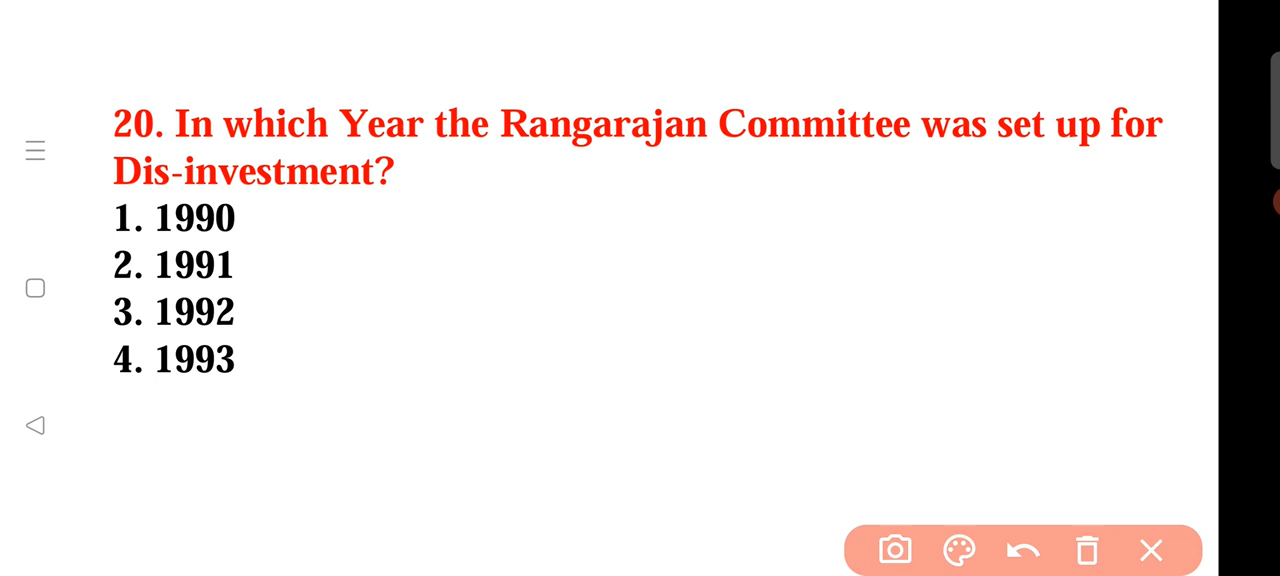 20. In which Year the Rangarajan Committee was set up for
Dis-investment?
1. 1990
2. 1991
3. 1992
4. 1993